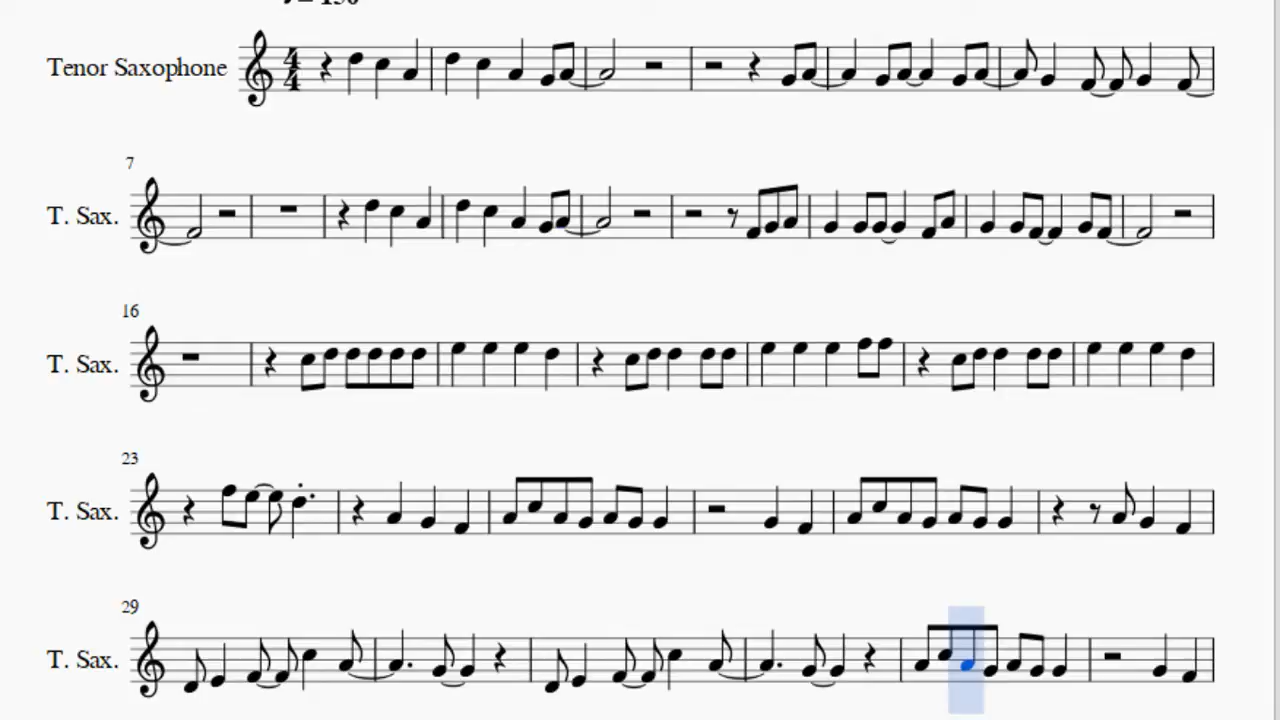 Tenor Saxophone
7
T. Sax.
16
T. Sax.
23
T. Sax.
29
T. Sax.